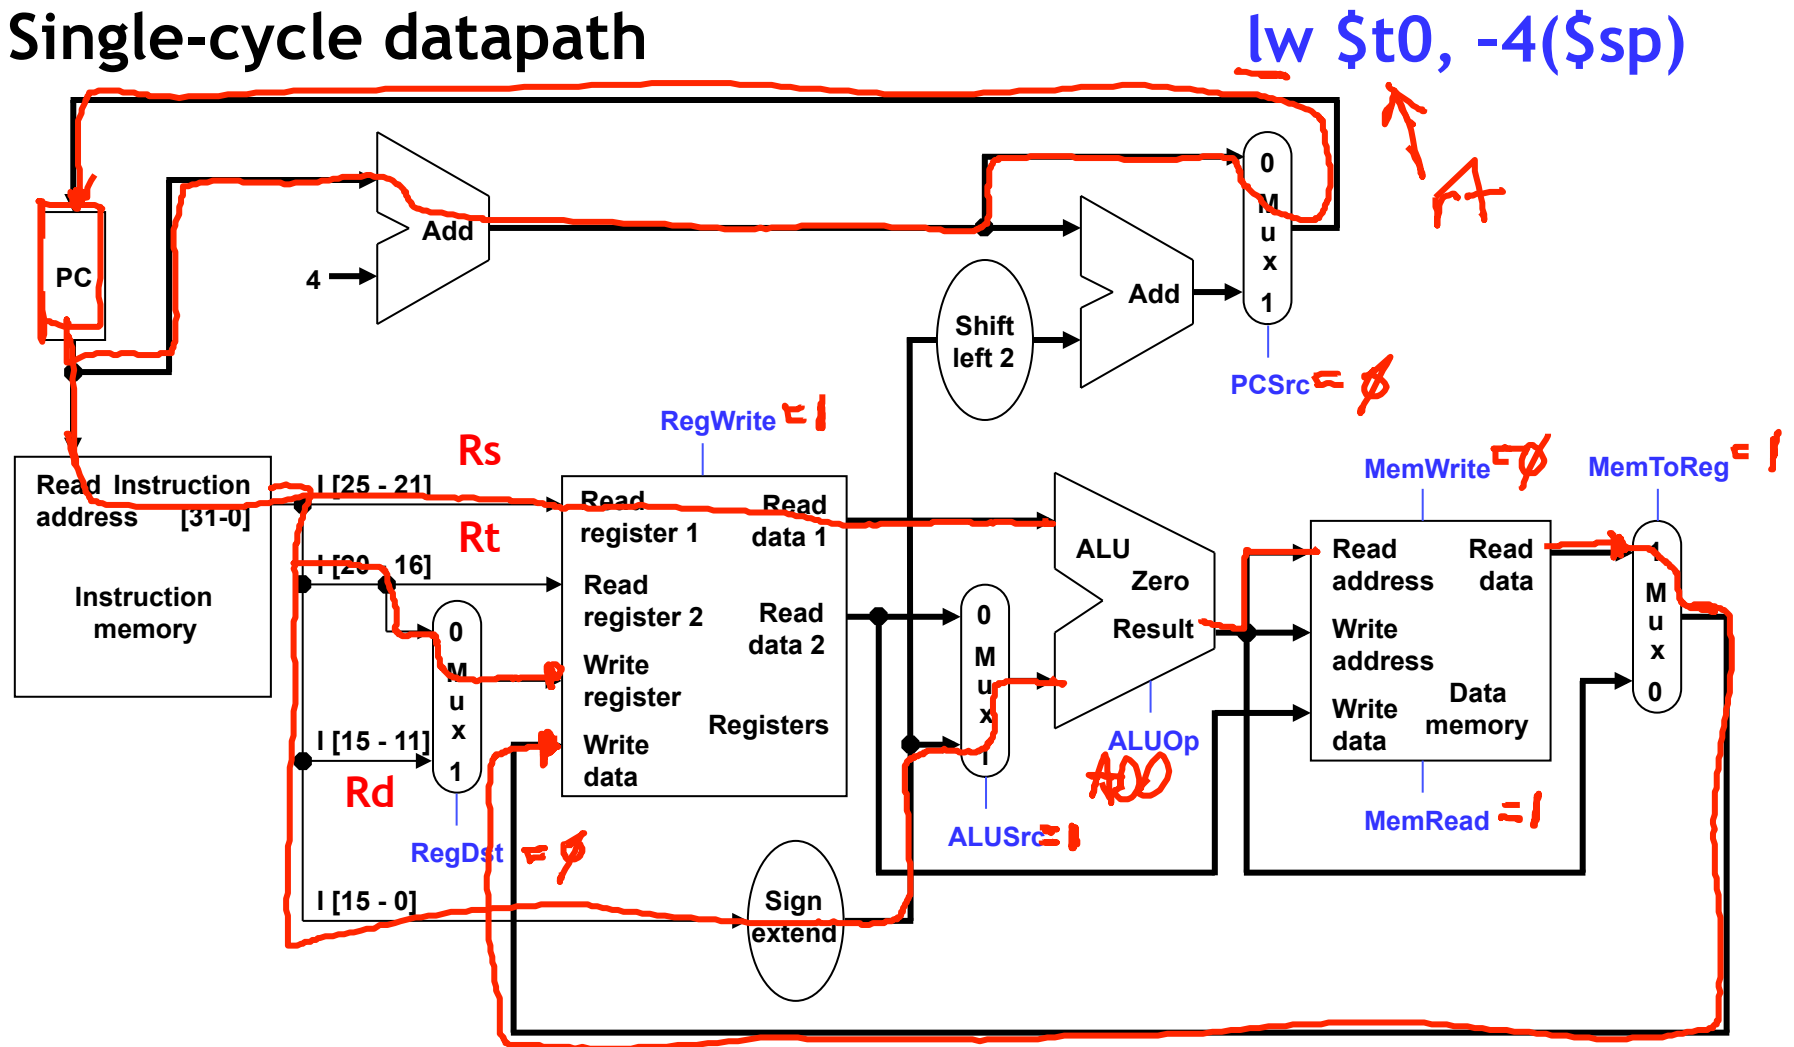 Single-cycle datapath
lw $t0, -4($sp)
PC
4
Add
Add
Shift
left 2
0
M
u
x
1
PCSrc = 0
RegWrite = 1
Rs
Rt
Rd
Read address
Instruction [31-0]
Instruction
memory
I [25 - 21]
I [20 - 16]
I [15 - 11]
I [15 - 0]
0
M
u
x
1
RegDst = 0
Read
register 1
Read
register 2
Write
register
Write
data
Read
data 1
Read
data 2
Registers
Sign
extend
0
M
u
x
1
ALUSrc = 1
ALU
Zero
Result
ALUOp
ADD
MemWrite = 0
Read
address
Write
address
Write
data
Read
data
Data
memory
MemRead = 1
MemToReg = 1
1
M
u
x
0